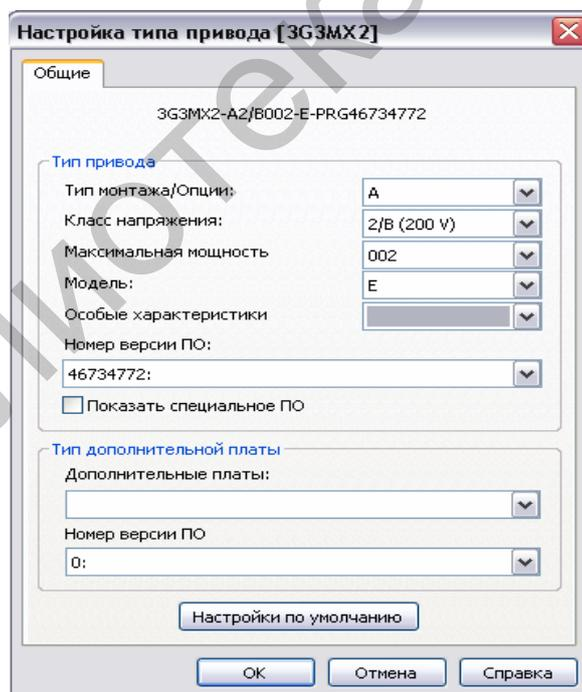 Настройка типа привода [3G3MX2]
Общие
3G3MX2-A2/B002-E-PRG46734772
Тип привода
Тип монтажа/Опции: A
Класс напряжения: 2/B (200 V)
Максимальная мощность 002
Модель: E
Особые характеристики
Номер версии ПО:
46734772:
Показать специальное ПО
Тип дополнительной платы
Дополнительные платы:
Номер версии ПО
0:
Настройки по умолчанию
OK Отмена Справка